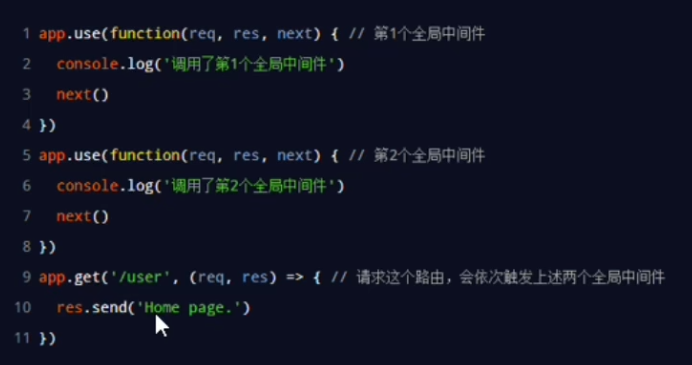 1 app.use(function(req, res, next) { // 第1个全局中间件
2   console.log('调用了第1个全局中间件')
3   next()
4 })
5 app.use(function(req, res, next) { // 第2个全局中间件
6   console.log('调用了第2个全局中间件')
7   next()
8 })
9 app.get('/user', (req, res) => { // 请求这个路由，会依次触发上述两个全局中间件
10   res.send('Home page.')
11 })